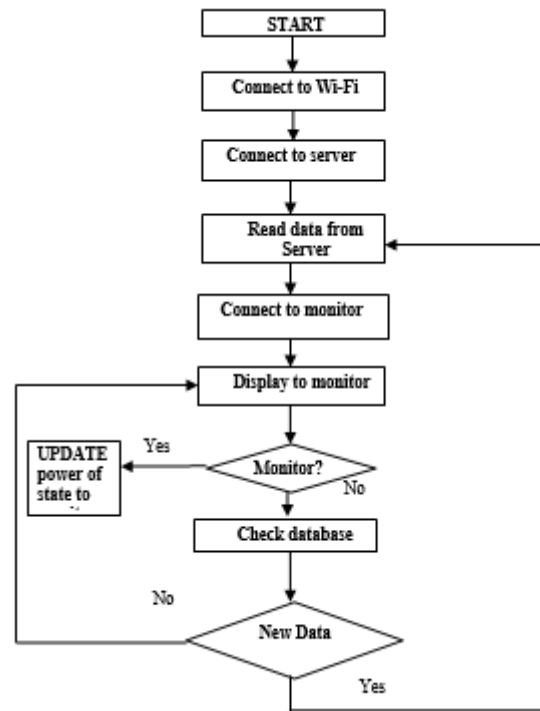 START
Connect to Wi-Fi
Connect to server
Read data from
Server
Connect to monitor
Display to monitor
Yes
Monitor?
UPDATE
power of
state to
No
Check database
No
New Data
Yes